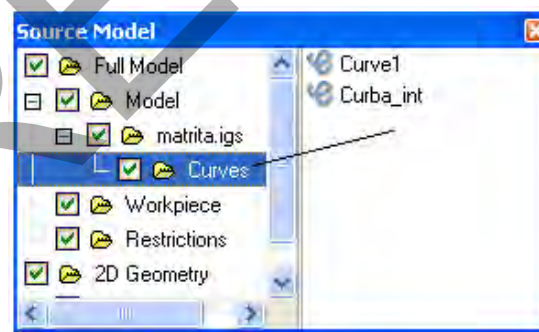 Source Model
Full Model
Model
matrita.igs
Curves
Workpiece
Restrictions
2D Geometry
Curve1
Curba_int